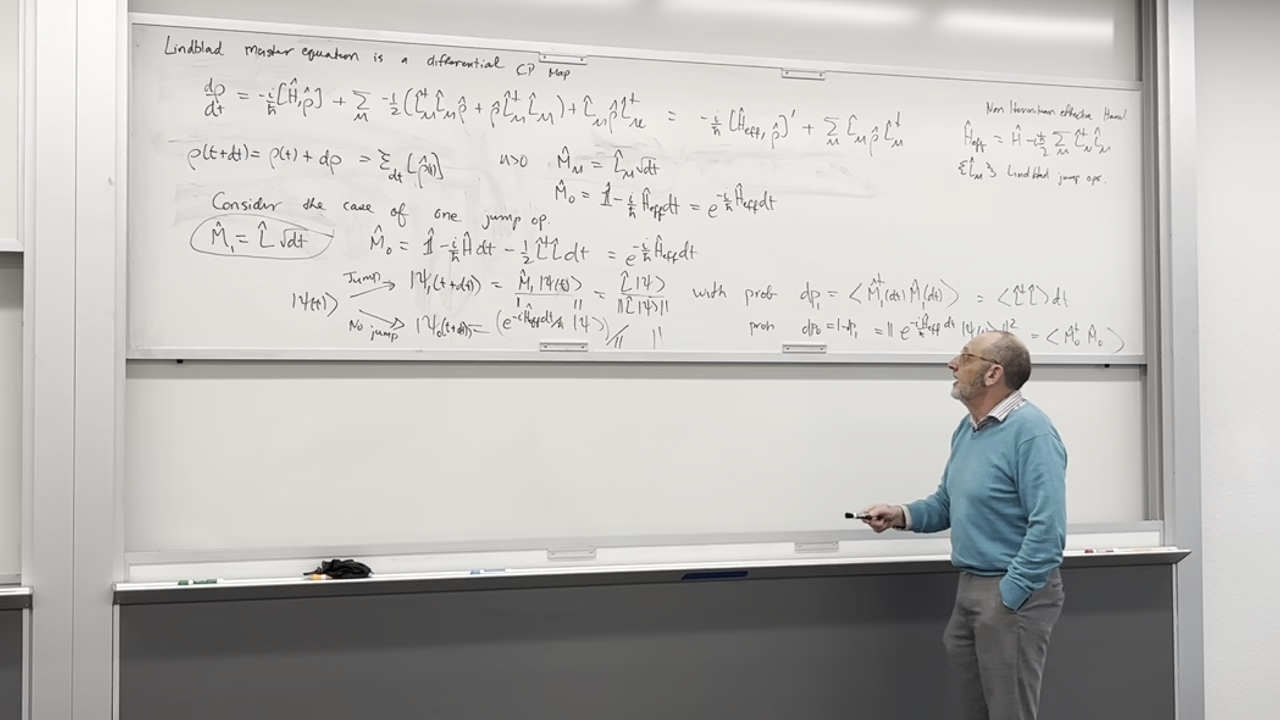 Lindblad master equation is a differential CP Map
dρ/dt = -i/ħ [Ĥ, ρ̂] + Σ_μ -1/2 (L̂†_μ L̂_μ ρ̂ + ρ̂ L̂†_μ L̂_μ) + L̂_μ ρ̂ L̂†_μ = -i/ħ [Ĥ_eff, ρ̂]' + Σ_μ L̂_μ ρ̂ L̂†_μ
Non Hermitian effective Hamil.
Ĥ_eff = Ĥ - iħ/2 Σ_μ L̂†_μ L̂_μ
{L̂_μ} Lindblad jump ops.
ρ(t+dt) = ρ(t) + dρ = ℰ_dt [ρ̂(t)] μ>0 M̂_μ = L̂_μ √dt
M̂_0 = 𝟙 - i/ħ Ĥ_eff dt = e^{-i/ħ Ĥ_eff dt}
Consider the case of one jump op.
M̂_1 = L̂ √dt M̂_0 = 𝟙 - i/ħ Ĥ dt - 1/2 L̂†L̂ dt = e^{-i/ħ Ĥ_eff dt}
|ψ(t)⟩ Jump |ψ_1(t+dt)⟩ = M̂_1 |ψ(t)⟩ / || || = L̂|ψ⟩ / ||L̂|ψ⟩|| with prob dp_1 = ⟨M̂†_1(dt) M̂(dt)⟩ = ⟨L̂†L̂⟩ dt
No jump |ψ_0(t+dt)⟩ = (e^{-iĤ_eff dt/ħ} |ψ⟩) / || || prob dp_0 = 1-dp_1 = || e^{-i/ħ Ĥ_eff dt} |ψ ||² = ⟨M̂†_0 M̂_0⟩